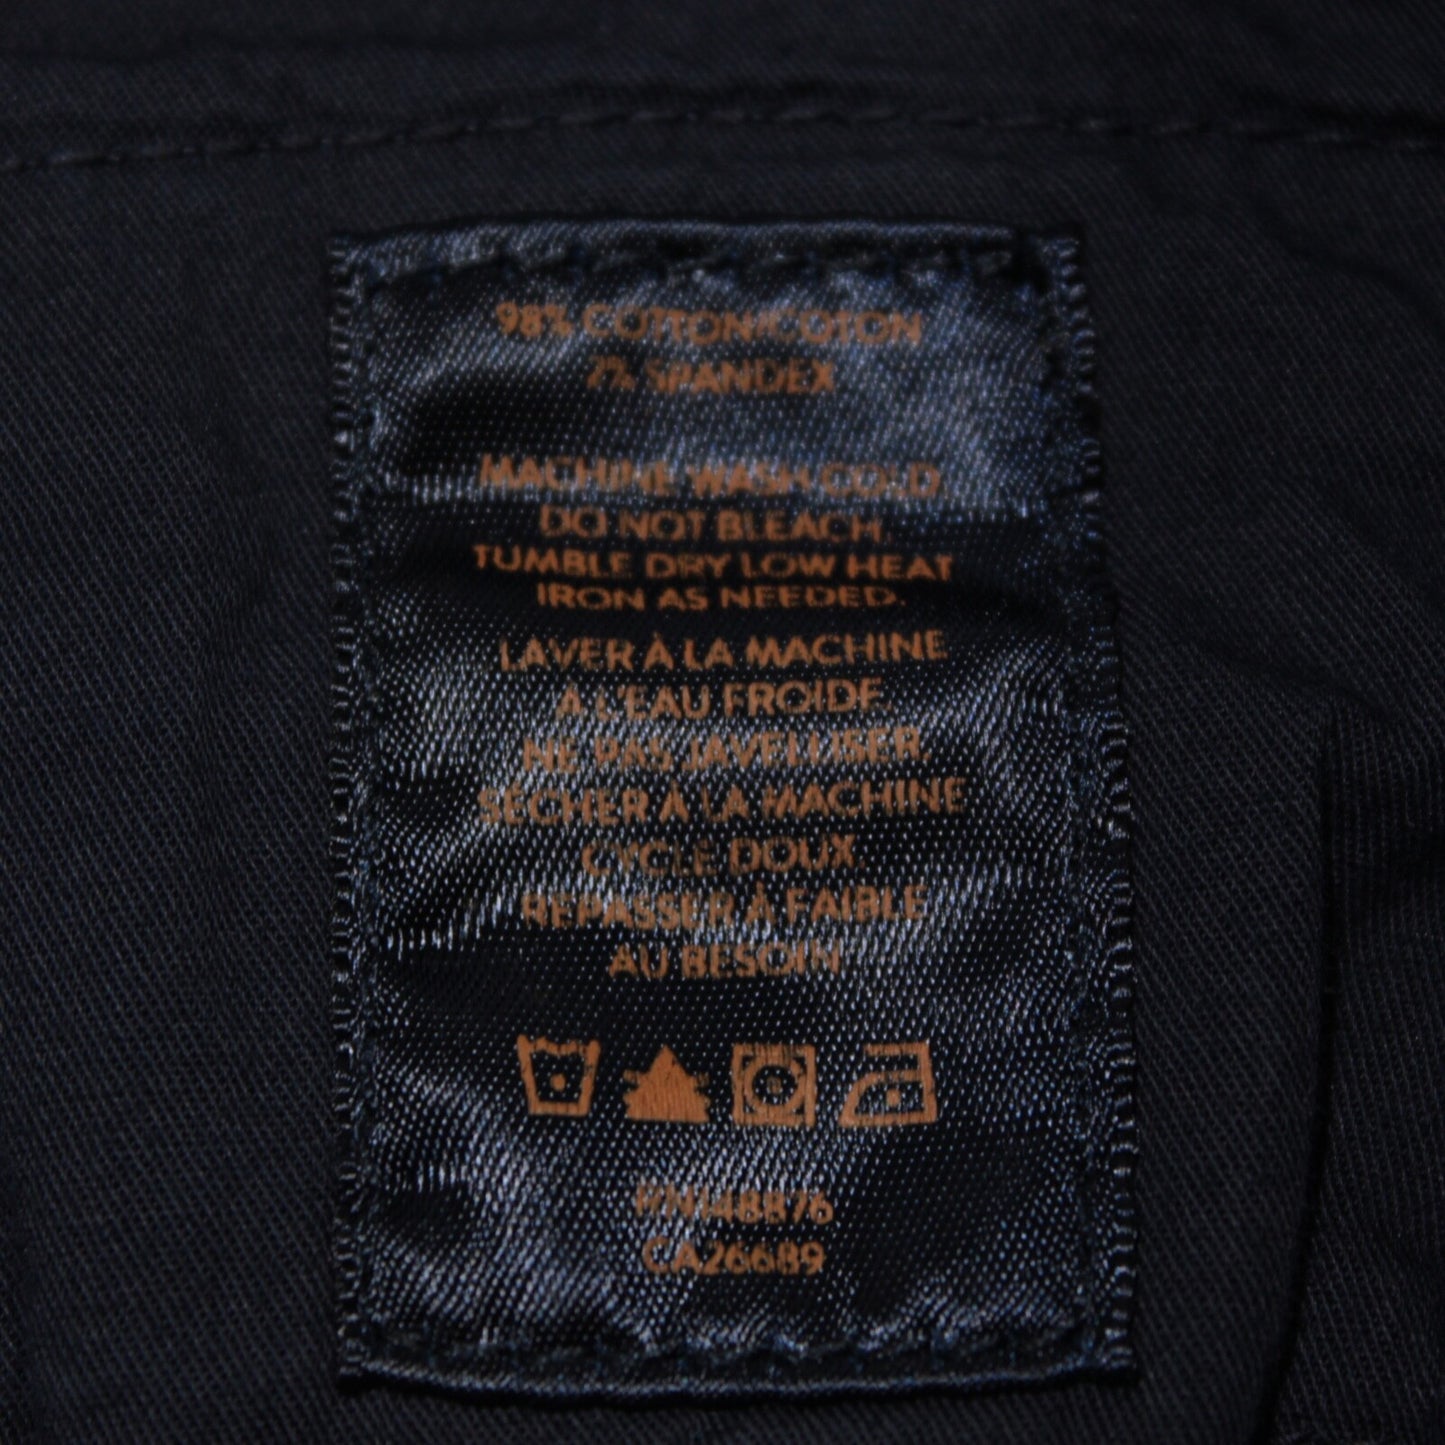 98% COTTON/COTON
2% SPANDEX
MACHINE WASH COLD.
DO NOT BLEACH.
TUMBLE DRY LOW HEAT
IRON AS NEEDED.
LAVER À LA MACHINE
À L'EAU FROIDE.
NE PAS JAVELLISER.
SÉCHER À LA MACHINE
CYCLE DOUX.
REPASSER À FAIBLE
AU BESOIN.
RN148876
CA26689